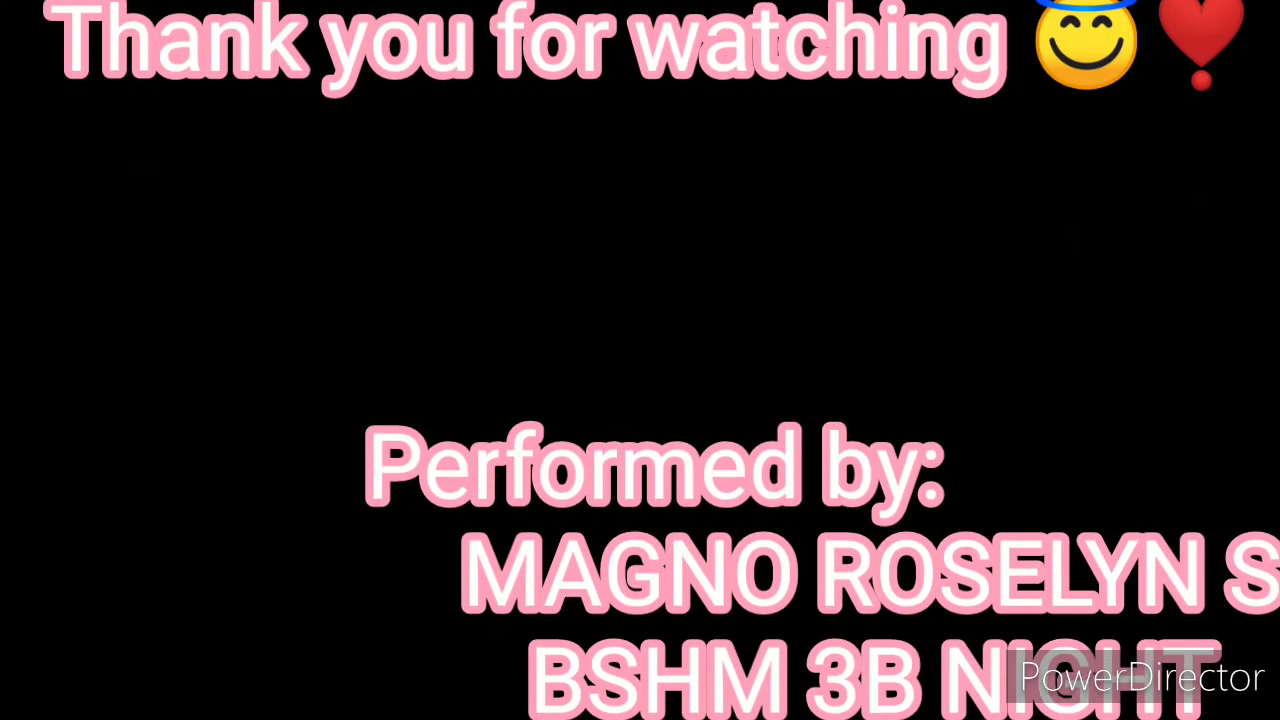 Thank you for watching 😇❣️
Performed by:
MAGNO ROSELYN S
BSHM 3B NIGHT
PowerDirector